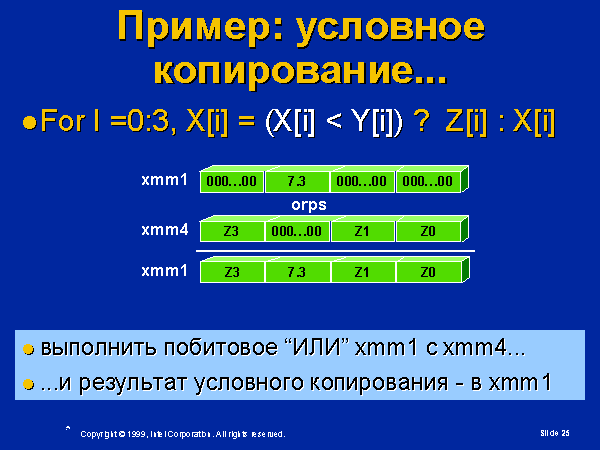 Пример: условное
копирование...
●For I =0:3, X[i] = (X[i] < Y[i]) ? Z[i] : X[i]
xmm1 000…00 7.3 000…00 000…00
orps
xmm4 Z3 000…00 Z1 Z0
xmm1 Z3 7.3 Z1 Z0
● выполнить побитовое “ИЛИ” xmm1 с xmm4...
● ...и результат условного копирования - в xmm1
* Copyright © 1999, Intel Corporation. All rights reserved. Slide 25